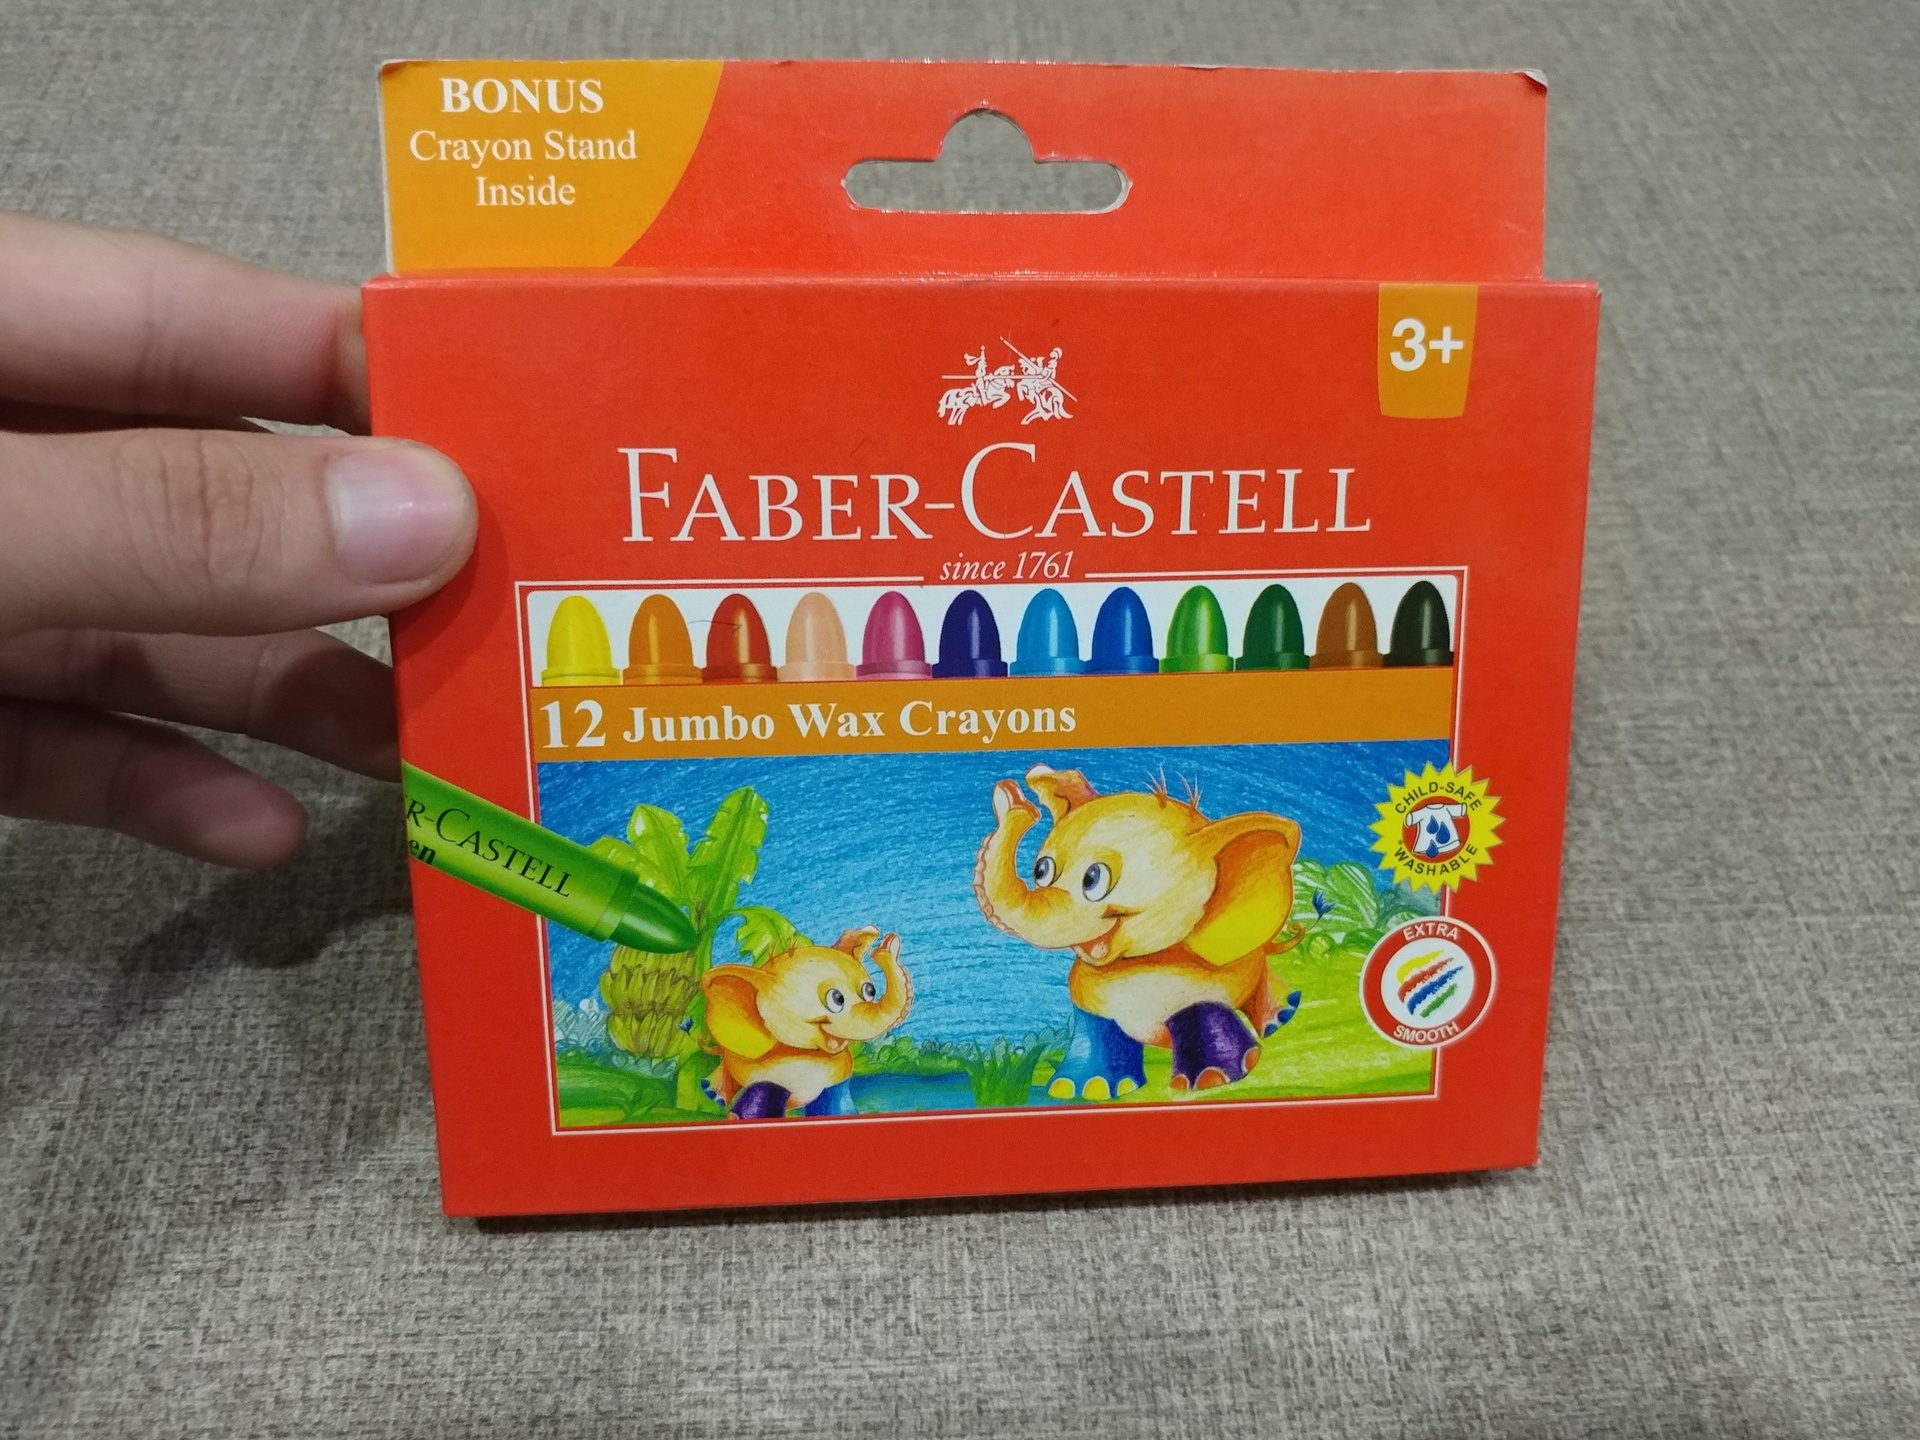 BONUS
Crayon Stand
Inside
3+
FABER-CASTELL
since 1761
12 Jumbo Wax Crayons
R-CASTELL
en
CHILD-SAFE
WASHABLE
EXTRA
SMOOTH